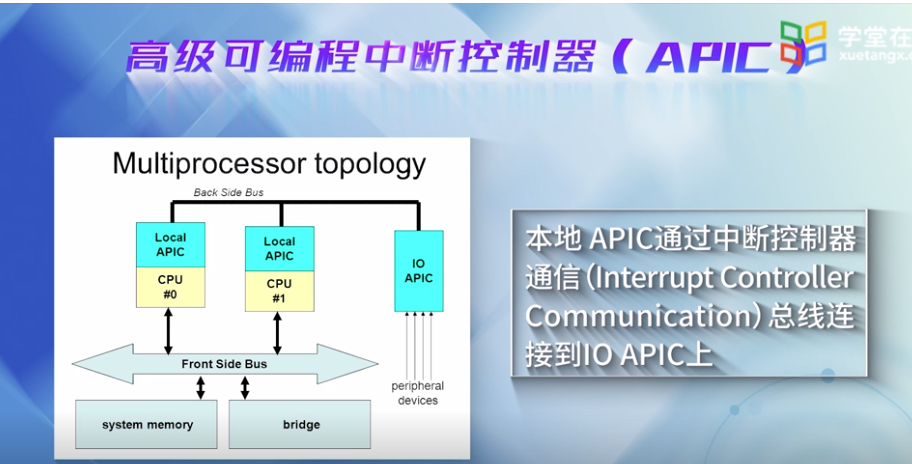 高级可编程中断控制器（APIC）
学堂在
xuetangx.c
Multiprocessor topology
Back Side Bus
Local
APIC
CPU
#0
Local
APIC
CPU
#1
IO
APIC
Front Side Bus
peripheral
devices
system memory
bridge
本地 APIC通过中断控制器
通信（Interrupt Controller
Communication）总线连
接到IO APIC上